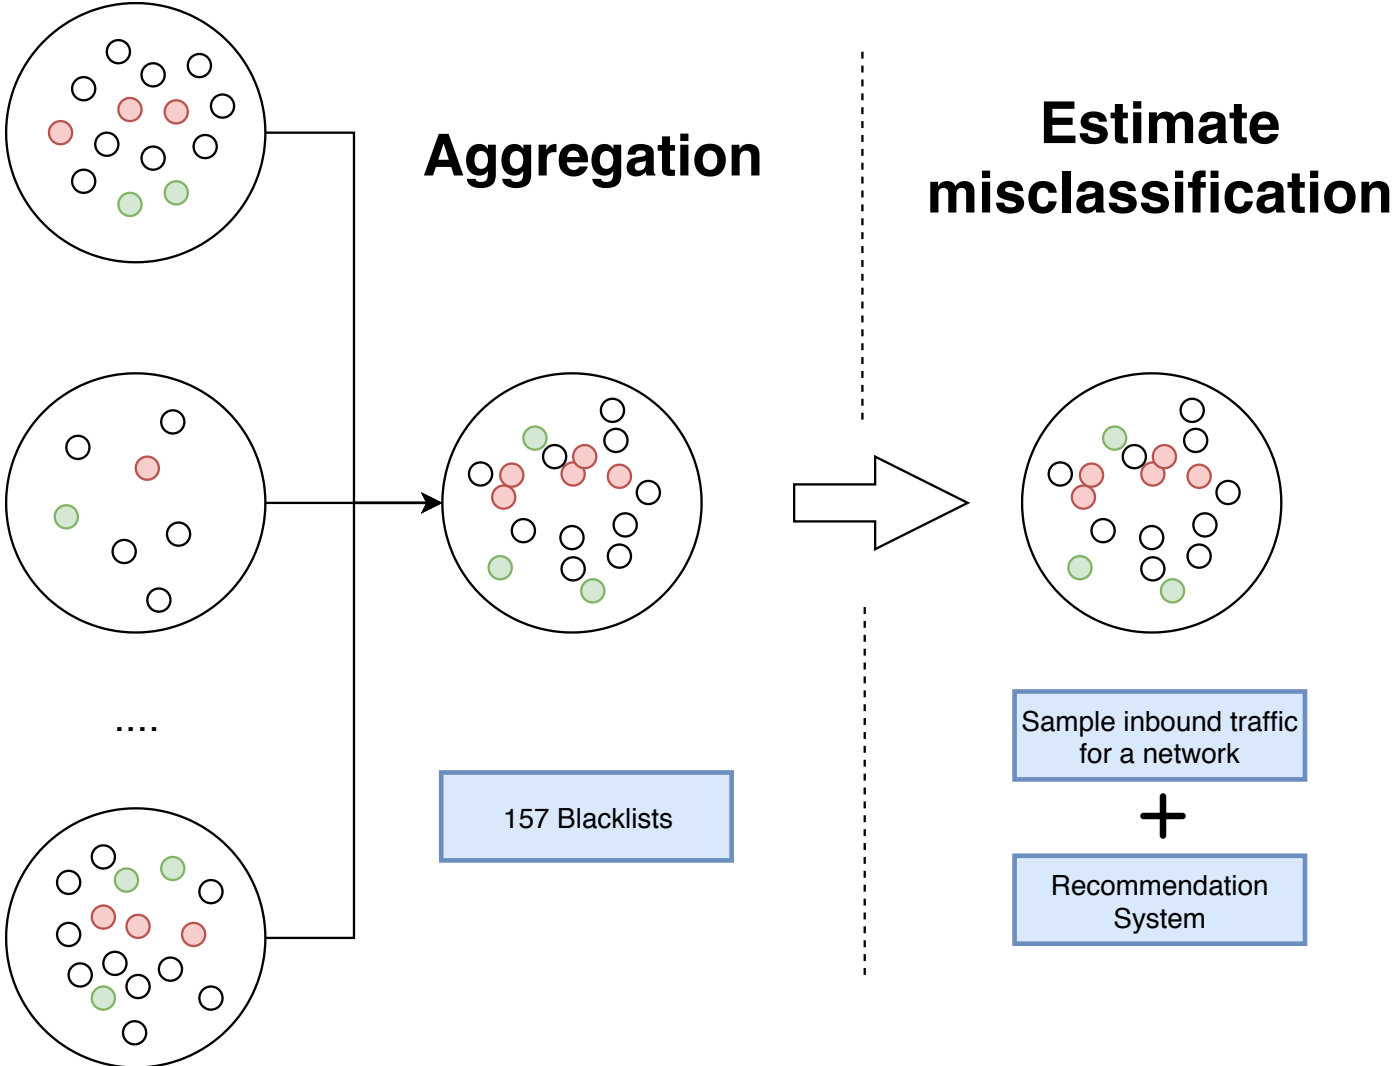 Aggregation
Estimate
misclassification
....
157 Blacklists
Sample inbound traffic
for a network
+
Recommendation
System